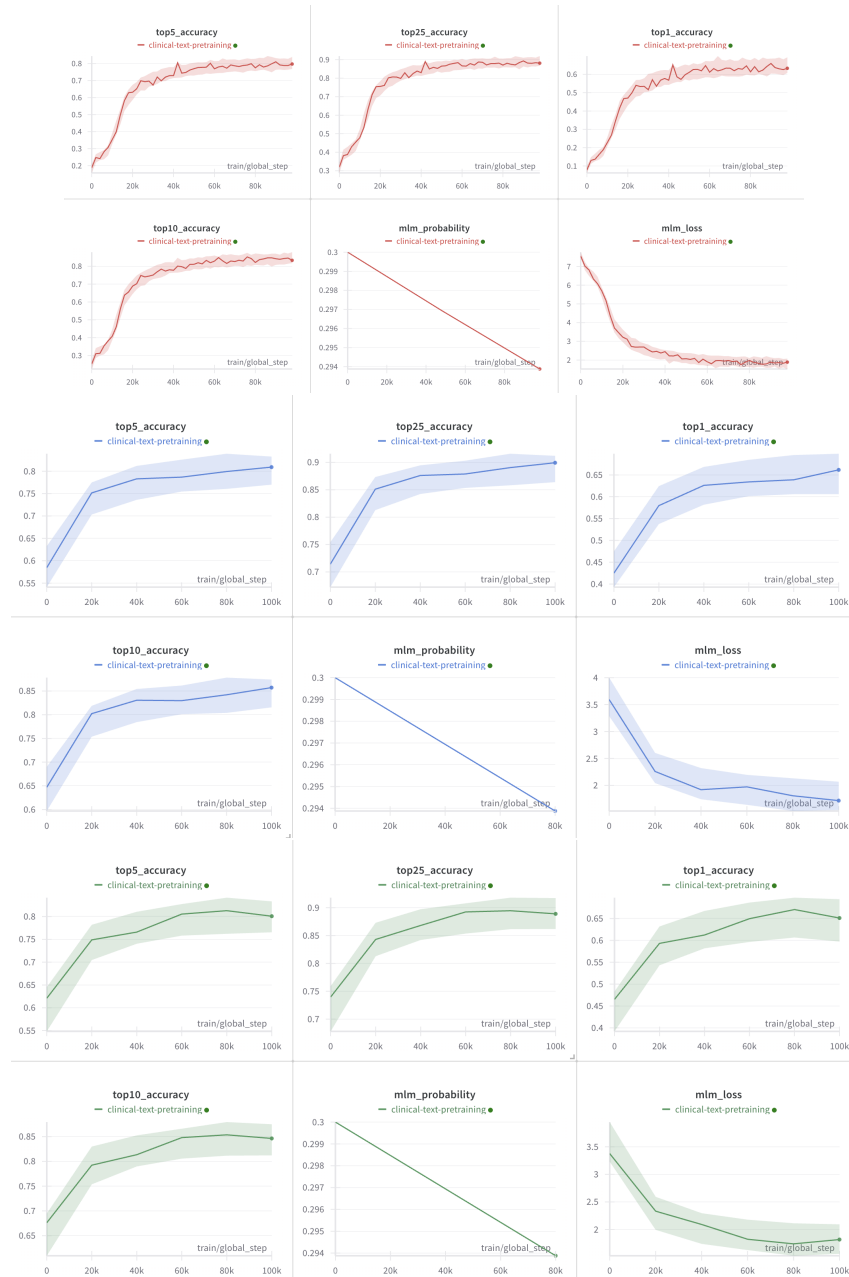 top5_accuracy
clinical-text-pretraining
0.8
0.7
0.6
0.5
0.4
0.3
0.2
train/global_step
0 20k 40k 60k 80k
top25_accuracy
clinical-text-pretraining
0.9
0.8
0.7
0.6
0.5
0.4
0.3
train/global_step
0 20k 40k 60k 80k
top1_accuracy
clinical-text-pretraining
0.6
0.5
0.4
0.3
0.2
0.1
train/global_step
0 20k 40k 60k 80k
top10_accuracy
clinical-text-pretraining
0.8
0.7
0.6
0.5
0.4
0.3
train/global_step
0 20k 40k 60k 80k
mlm_probability
clinical-text-pretraining
0.3
0.299
0.298
0.297
0.296
0.295
0.294
train/global_step
0 20k 40k 60k 80k
mlm_loss
clinical-text-pretraining
7
6
5
4
3
2
train/global_step
0 20k 40k 60k 80k
top5_accuracy
clinical-text-pretraining
0.8
0.75
0.7
0.65
0.6
0.55
train/global_step
0 20k 40k 60k 80k 100k
top25_accuracy
clinical-text-pretraining
0.9
0.85
0.8
0.75
0.7
train/global_step
0 20k 40k 60k 80k 100k
top1_accuracy
clinical-text-pretraining
0.65
0.6
0.55
0.5
0.45
0.4
train/global_step
0 20k 40k 60k 80k 100k
top10_accuracy
clinical-text-pretraining
0.85
0.8
0.75
0.7
0.65
0.6
train/global_step
0 20k 40k 60k 80k 100k
mlm_probability
clinical-text-pretraining
0.3
0.299
0.298
0.297
0.296
0.295
0.294
train/global_step
0 20k 40k 60k 80k
mlm_loss
clinical-text-pretraining
4
3.5
3
2.5
2
train/global_step
0 20k 40k 60k 80k 100k
top5_accuracy
clinical-text-pretraining
0.8
0.75
0.7
0.65
0.6
0.55
train/global_step
0 20k 40k 60k 80k 100k
top25_accuracy
clinical-text-pretraining
0.9
0.85
0.8
0.75
0.7
train/global_step
0 20k 40k 60k 80k 100k
top1_accuracy
clinical-text-pretraining
0.65
0.6
0.55
0.5
0.45
0.4
train/global_step
0 20k 40k 60k 80k 100k
top10_accuracy
clinical-text-pretraining
0.85
0.8
0.75
0.7
0.65
train/global_step
0 20k 40k 60k 80k 100k
mlm_probability
clinical-text-pretraining
0.3
0.299
0.298
0.297
0.296
0.295
0.294
train/global_step
0 20k 40k 60k 80k
mlm_loss
clinical-text-pretraining
3.5
3
2.5
2
train/global_step
0 20k 40k 60k 80k 100k